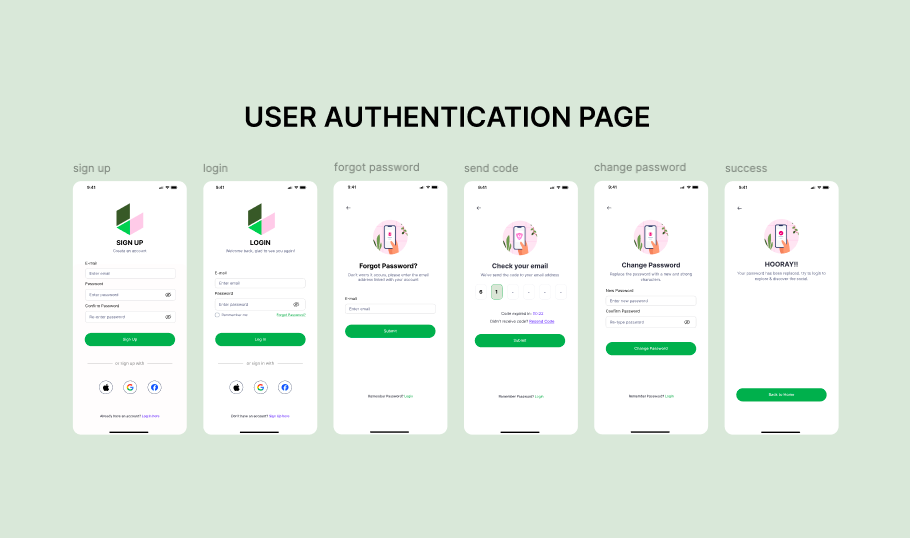 USER AUTHENTICATION PAGE
sign up
9:41
SIGN UP
Create an account
E-mail
Enter email
Password
Enter password
Confirm Password
Re-enter password
Sign Up
or sign up with
Already have an account? Login here
login
9:41
LOGIN
Welcome back, glad to see you again!
E-mail
Enter email
Password
Enter password
Remember me
Forgot Password?
Log In
or sign in with
Don't have an account? Sign Up here
forgot password
9:41
Forgot Password?
Don't worry it occurs, please enter the email
address linked with your account.
E-mail
Enter email
Submit
Remember Password? Login
send code
9:41
Check your email
We've send the code to your email address
6 1 - - - -
Code expired in:
Didn't receive code? Resend Code
Submit
Remember Password? Login
change password
9:41
Change Password
Replace the password with a new and strong
characters.
New Password
Enter new password
Confirm Password
Re-type password
Change Password
Remember Password? Login
success
9:41
HOORAY!!
Your password has been replaced, try to login to
explore & discover the
Back to Home